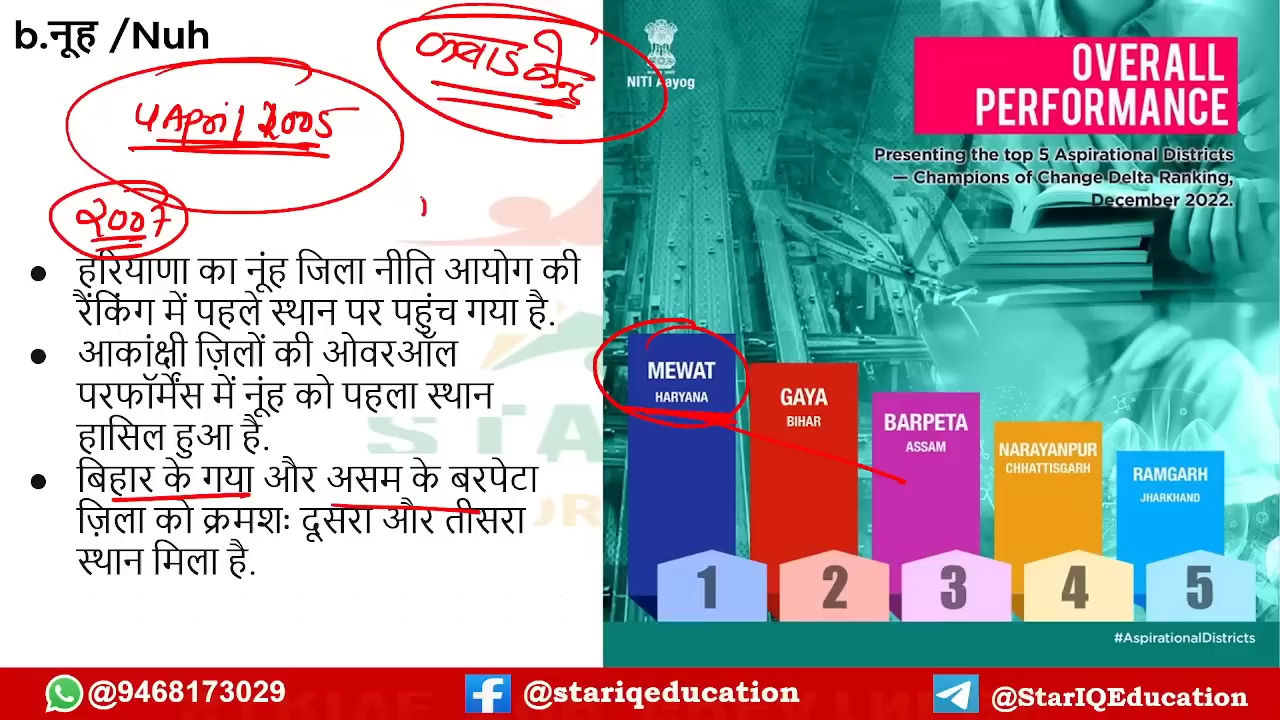 b.नूह /Nuh
4 April 2005
2007
हरियाणा का नूंह जिला नीति आयोग की
रैंकिंग में पहले स्थान पर पहुंच गया है.
आकांक्षी ज़िलों की ओवरऑल
परफॉर्मेंस में नूंह को पहला स्थान
हासिल हुआ है.
बिहार के गया और असम के बरपेटा
ज़िला को क्रमशः दूसरा और तीसरा
स्थान मिला है.
NITI Aayog
OVERALL
PERFORMANCE
Presenting the top 5 Aspirational Districts
— Champions of Change Delta Ranking,
December 2022.
MEWAT
HARYANA
GAYA
BIHAR
BARPETA
ASSAM
NARAYANPUR
CHHATTISGARH
RAMGARH
JHARKHAND
1
2
3
4
5
#AspirationalDistricts
@9468173029
@stariqeducation
@StarIQEducation